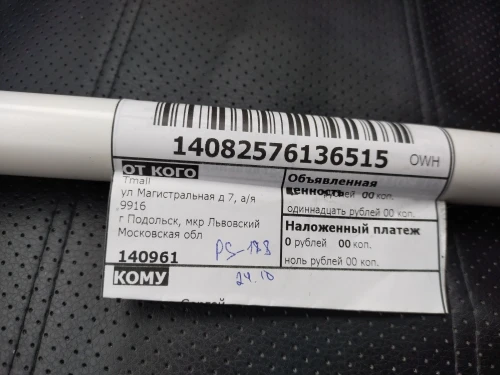 14082576136515 OWH
ОТ КОГО
Tmall
ул Магистральная д 7, а/я
9916
г Подольск, мкр Львовский
Московская обл
140961
PS-178
КОМУ
24.10
Объявленная
ценность
рублей 00 коп.
одиннадцать рублей 00 коп.
Наложенный платеж
0 рублей 00 коп.
ноль рублей 00 коп.